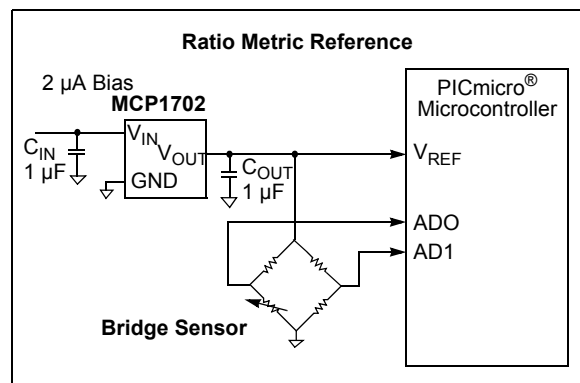 Ratio Metric Reference
2 µA Bias
MCP1702
PICmicro®
Microcontroller
VIN
VOUT
GND
CIN
1 µF
COUT
1 µF
VREF
ADO
AD1
Bridge Sensor